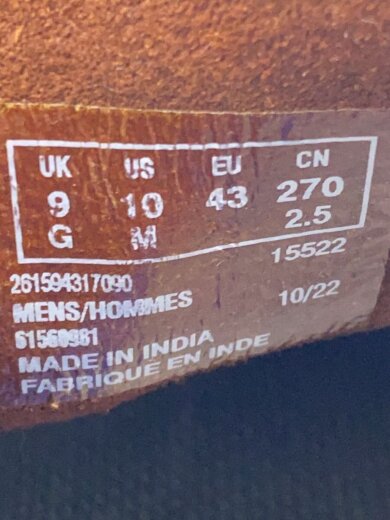 UK US EU CN
9 10 43 270
G M 2.5
15522
261594317090
MENS/HOMMES 10/22
61560981
MADE IN INDIA
FABRIQUE EN INDE